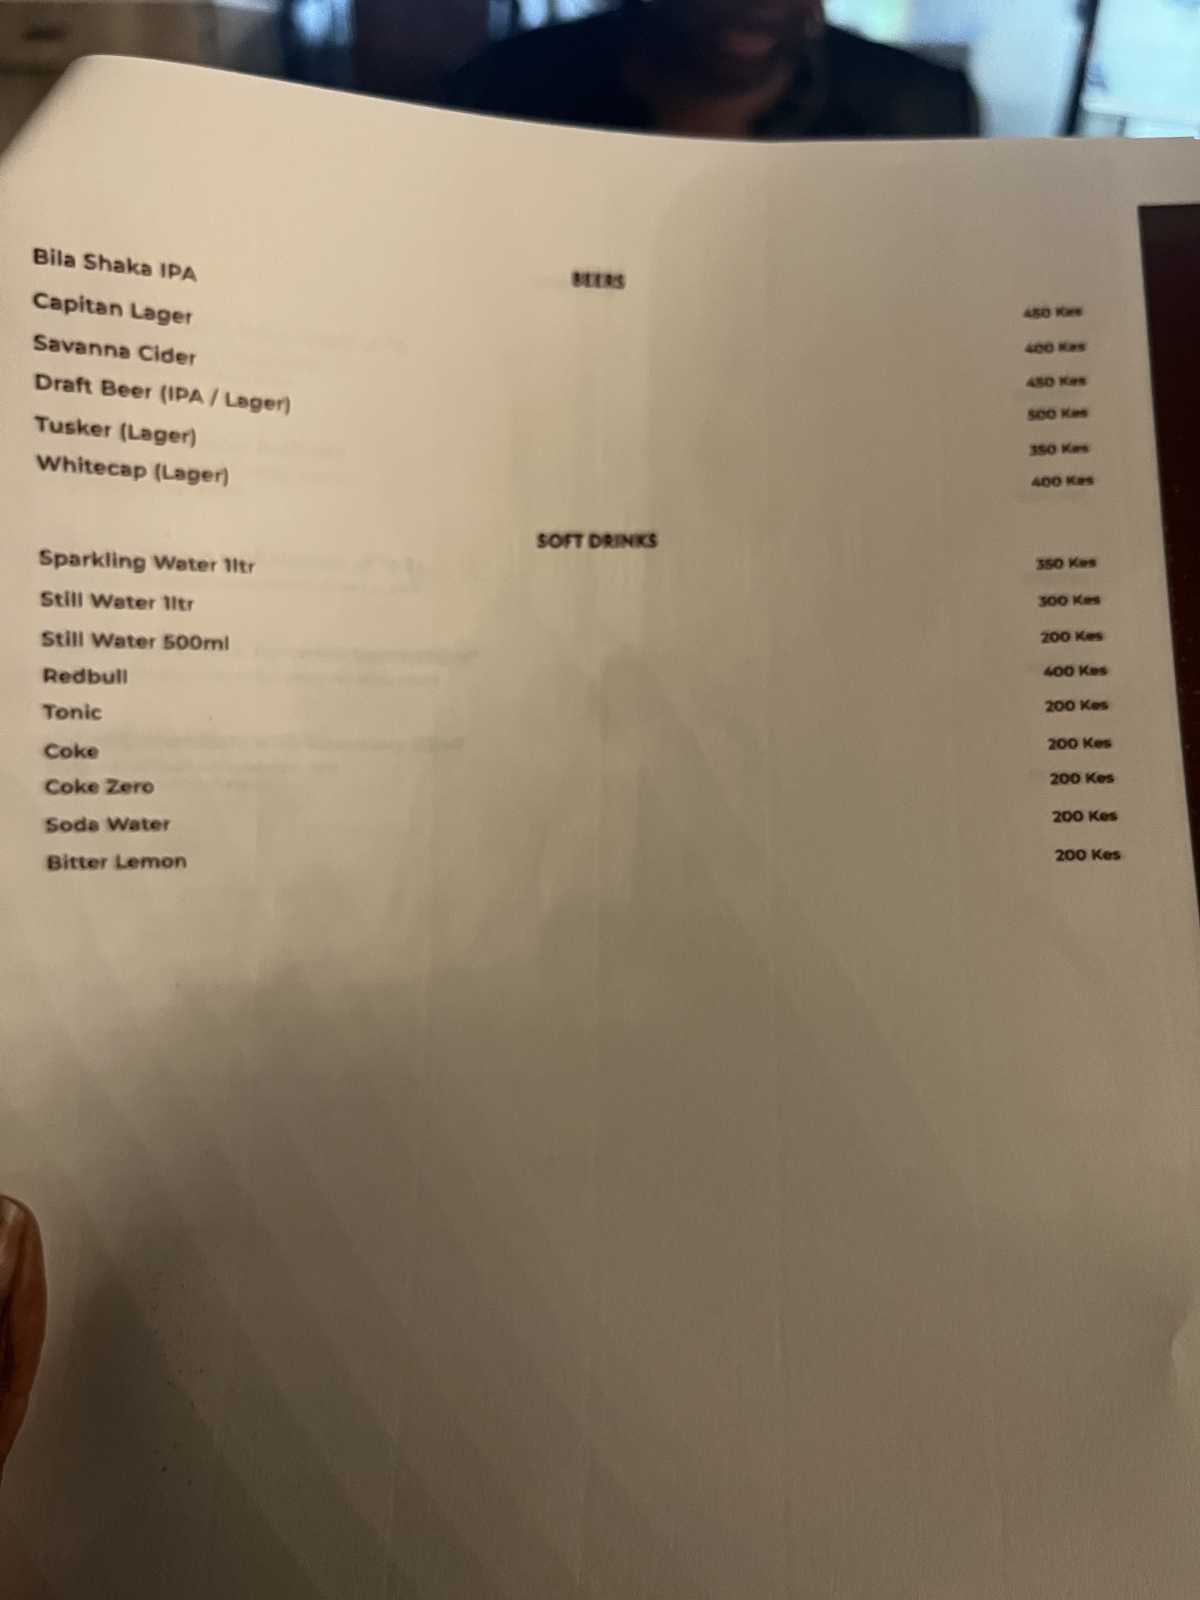 BEERS
Bila Shaka IPA 450 Kes
Capitan Lager 400 Kes
Savanna Cider 450 Kes
Draft Beer (IPA / Lager) 500 Kes
Tusker (Lager) 350 Kes
Whitecap (Lager) 400 Kes
SOFT DRINKS
Sparkling Water 1ltr 350 Kes
Still Water 1ltr 300 Kes
Still Water 500ml 200 Kes
Redbull 400 Kes
Tonic 200 Kes
Coke 200 Kes
Coke Zero 200 Kes
Soda Water 200 Kes
Bitter Lemon 200 Kes